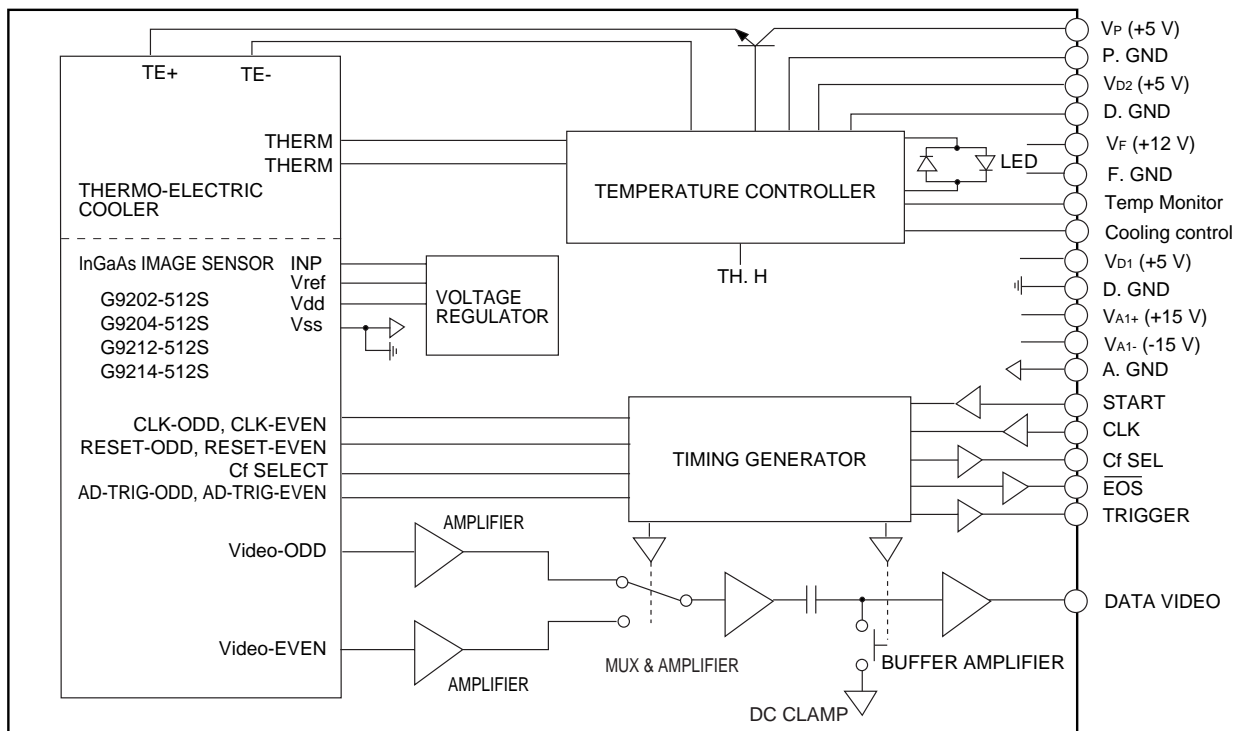 TE+
TE-
THERM
THERM
THERMO-ELECTRIC
COOLER
InGaAs IMAGE SENSOR
G9202-512S
G9204-512S
G9212-512S
G9214-512S
INP
Vref
Vdd
Vss
VOLTAGE
REGULATOR
TEMPERATURE CONTROLLER
TH. H
LED
CLK-ODD, CLK-EVEN
RESET-ODD, RESET-EVEN
Cf SELECT
AD-TRIG-ODD, AD-TRIG-EVEN
Video-ODD
Video-EVEN
AMPLIFIER
AMPLIFIER
TIMING GENERATOR
MUX & AMPLIFIER
BUFFER AMPLIFIER
DC CLAMP
VP (+5 V)
P. GND
VD2 (+5 V)
D. GND
VF (+12 V)
F. GND
Temp Monitor
Cooling control
VD1 (+5 V)
D. GND
VA1+ (+15 V)
VA1- (-15 V)
A. GND
START
CLK
Cf SEL
EOS
TRIGGER
DATA VIDEO